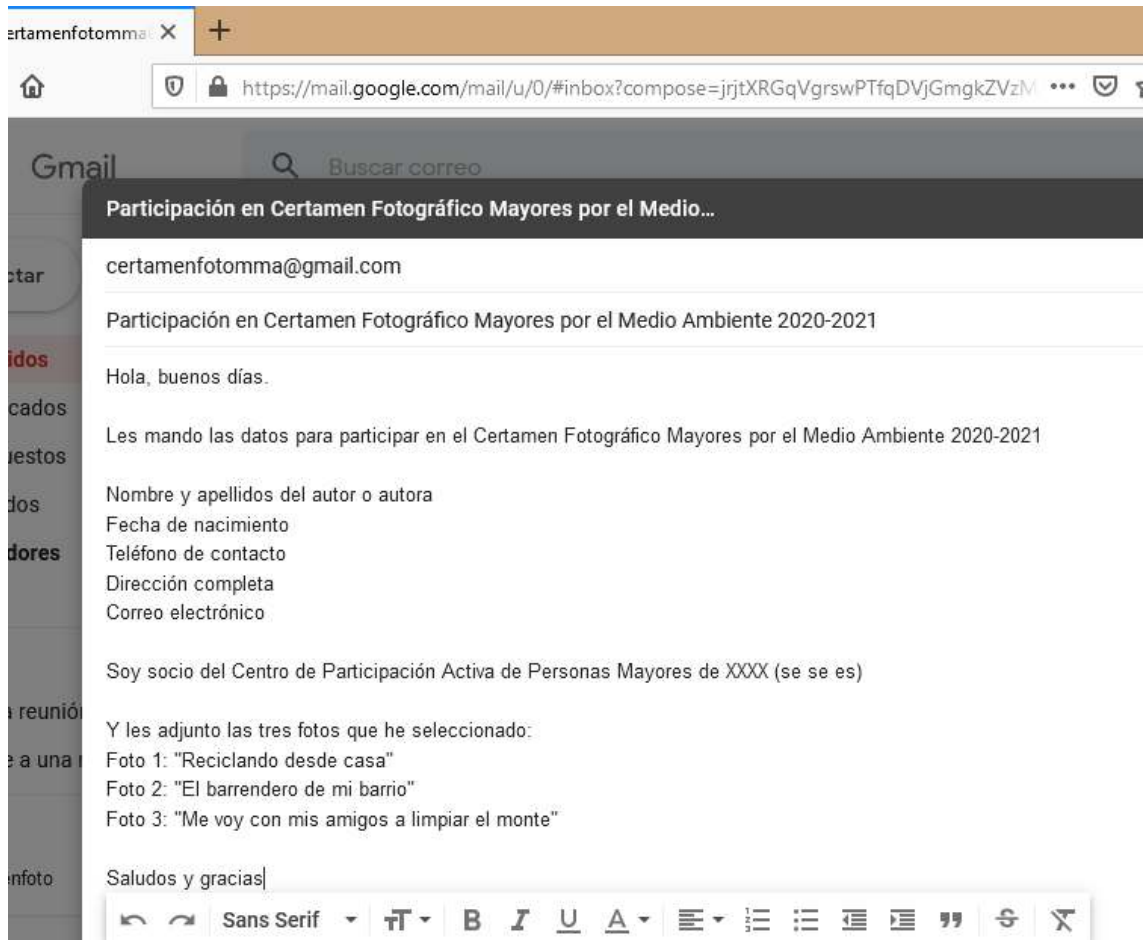 ertamenfotomma
https://mail.google.com/mail/u/0/#inbox?compose=jrjtXRGqVgrswPTfqDVjGmgkZVzM
Gmail
Buscar correo
Participación en Certamen Fotográfico Mayores por el Medio…
ctar
certamenfotomma@gmail.com
Participación en Certamen Fotográfico Mayores por el Medio Ambiente 2020-2021
idos
Hola, buenos días.
cados
Les mando las datos para participar en el Certamen Fotográfico Mayores por el Medio Ambiente 2020-2021
uestos
Nombre y apellidos del autor o autora
dos
Fecha de nacimiento
dores
Teléfono de contacto
Dirección completa
Correo electrónico
Soy socio del Centro de Participación Activa de Personas Mayores de XXXX (se se es)
a reunión
Y les adjunto las tres fotos que he seleccionado:
e a una r
Foto 1: "Reciclando desde casa"
Foto 2: "El barrendero de mi barrio"
Foto 3: "Me voy con mis amigos a limpiar el monte"
enfoto
Saludos y gracias
Sans Serif